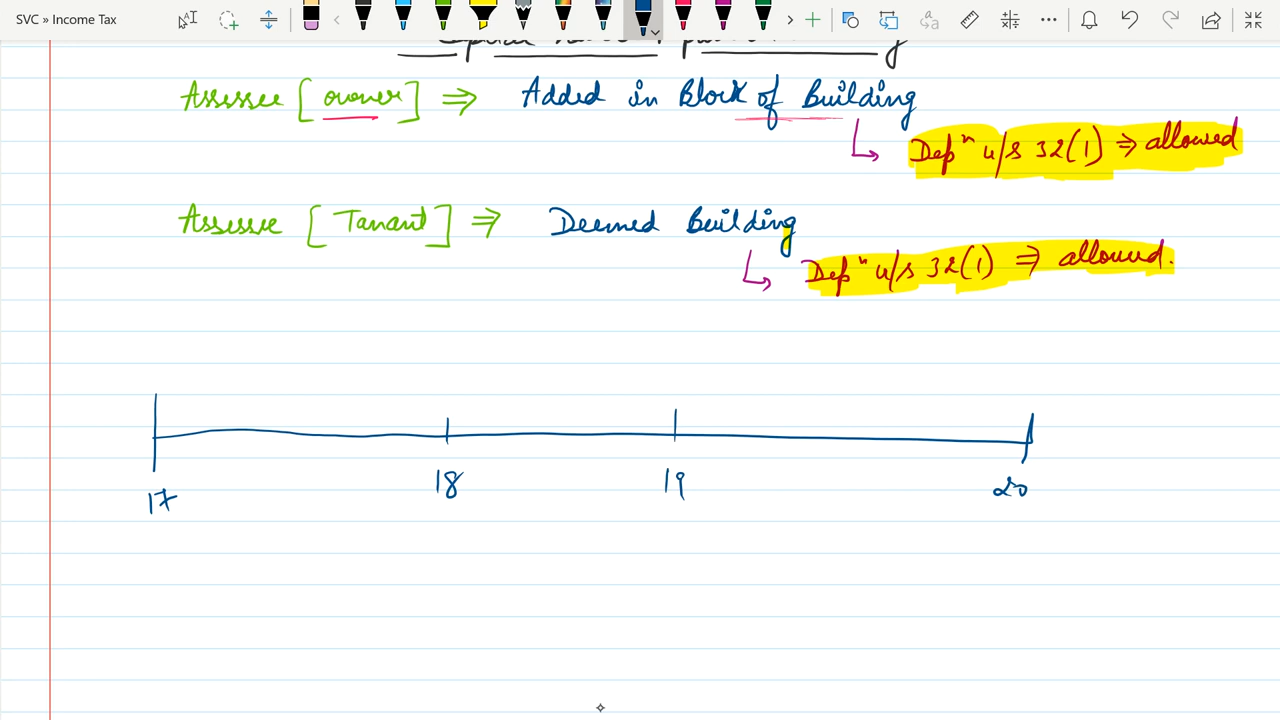 SVC » Income Tax
Assessee [owner] ⇒ Added in Block of Building
Depⁿ u/s 32(1) ⇒ allowed
Assessee [Tanant] ⇒ Deemed Building
Depⁿ u/s 32(1) ⇒ allowed.
17 18 19 20